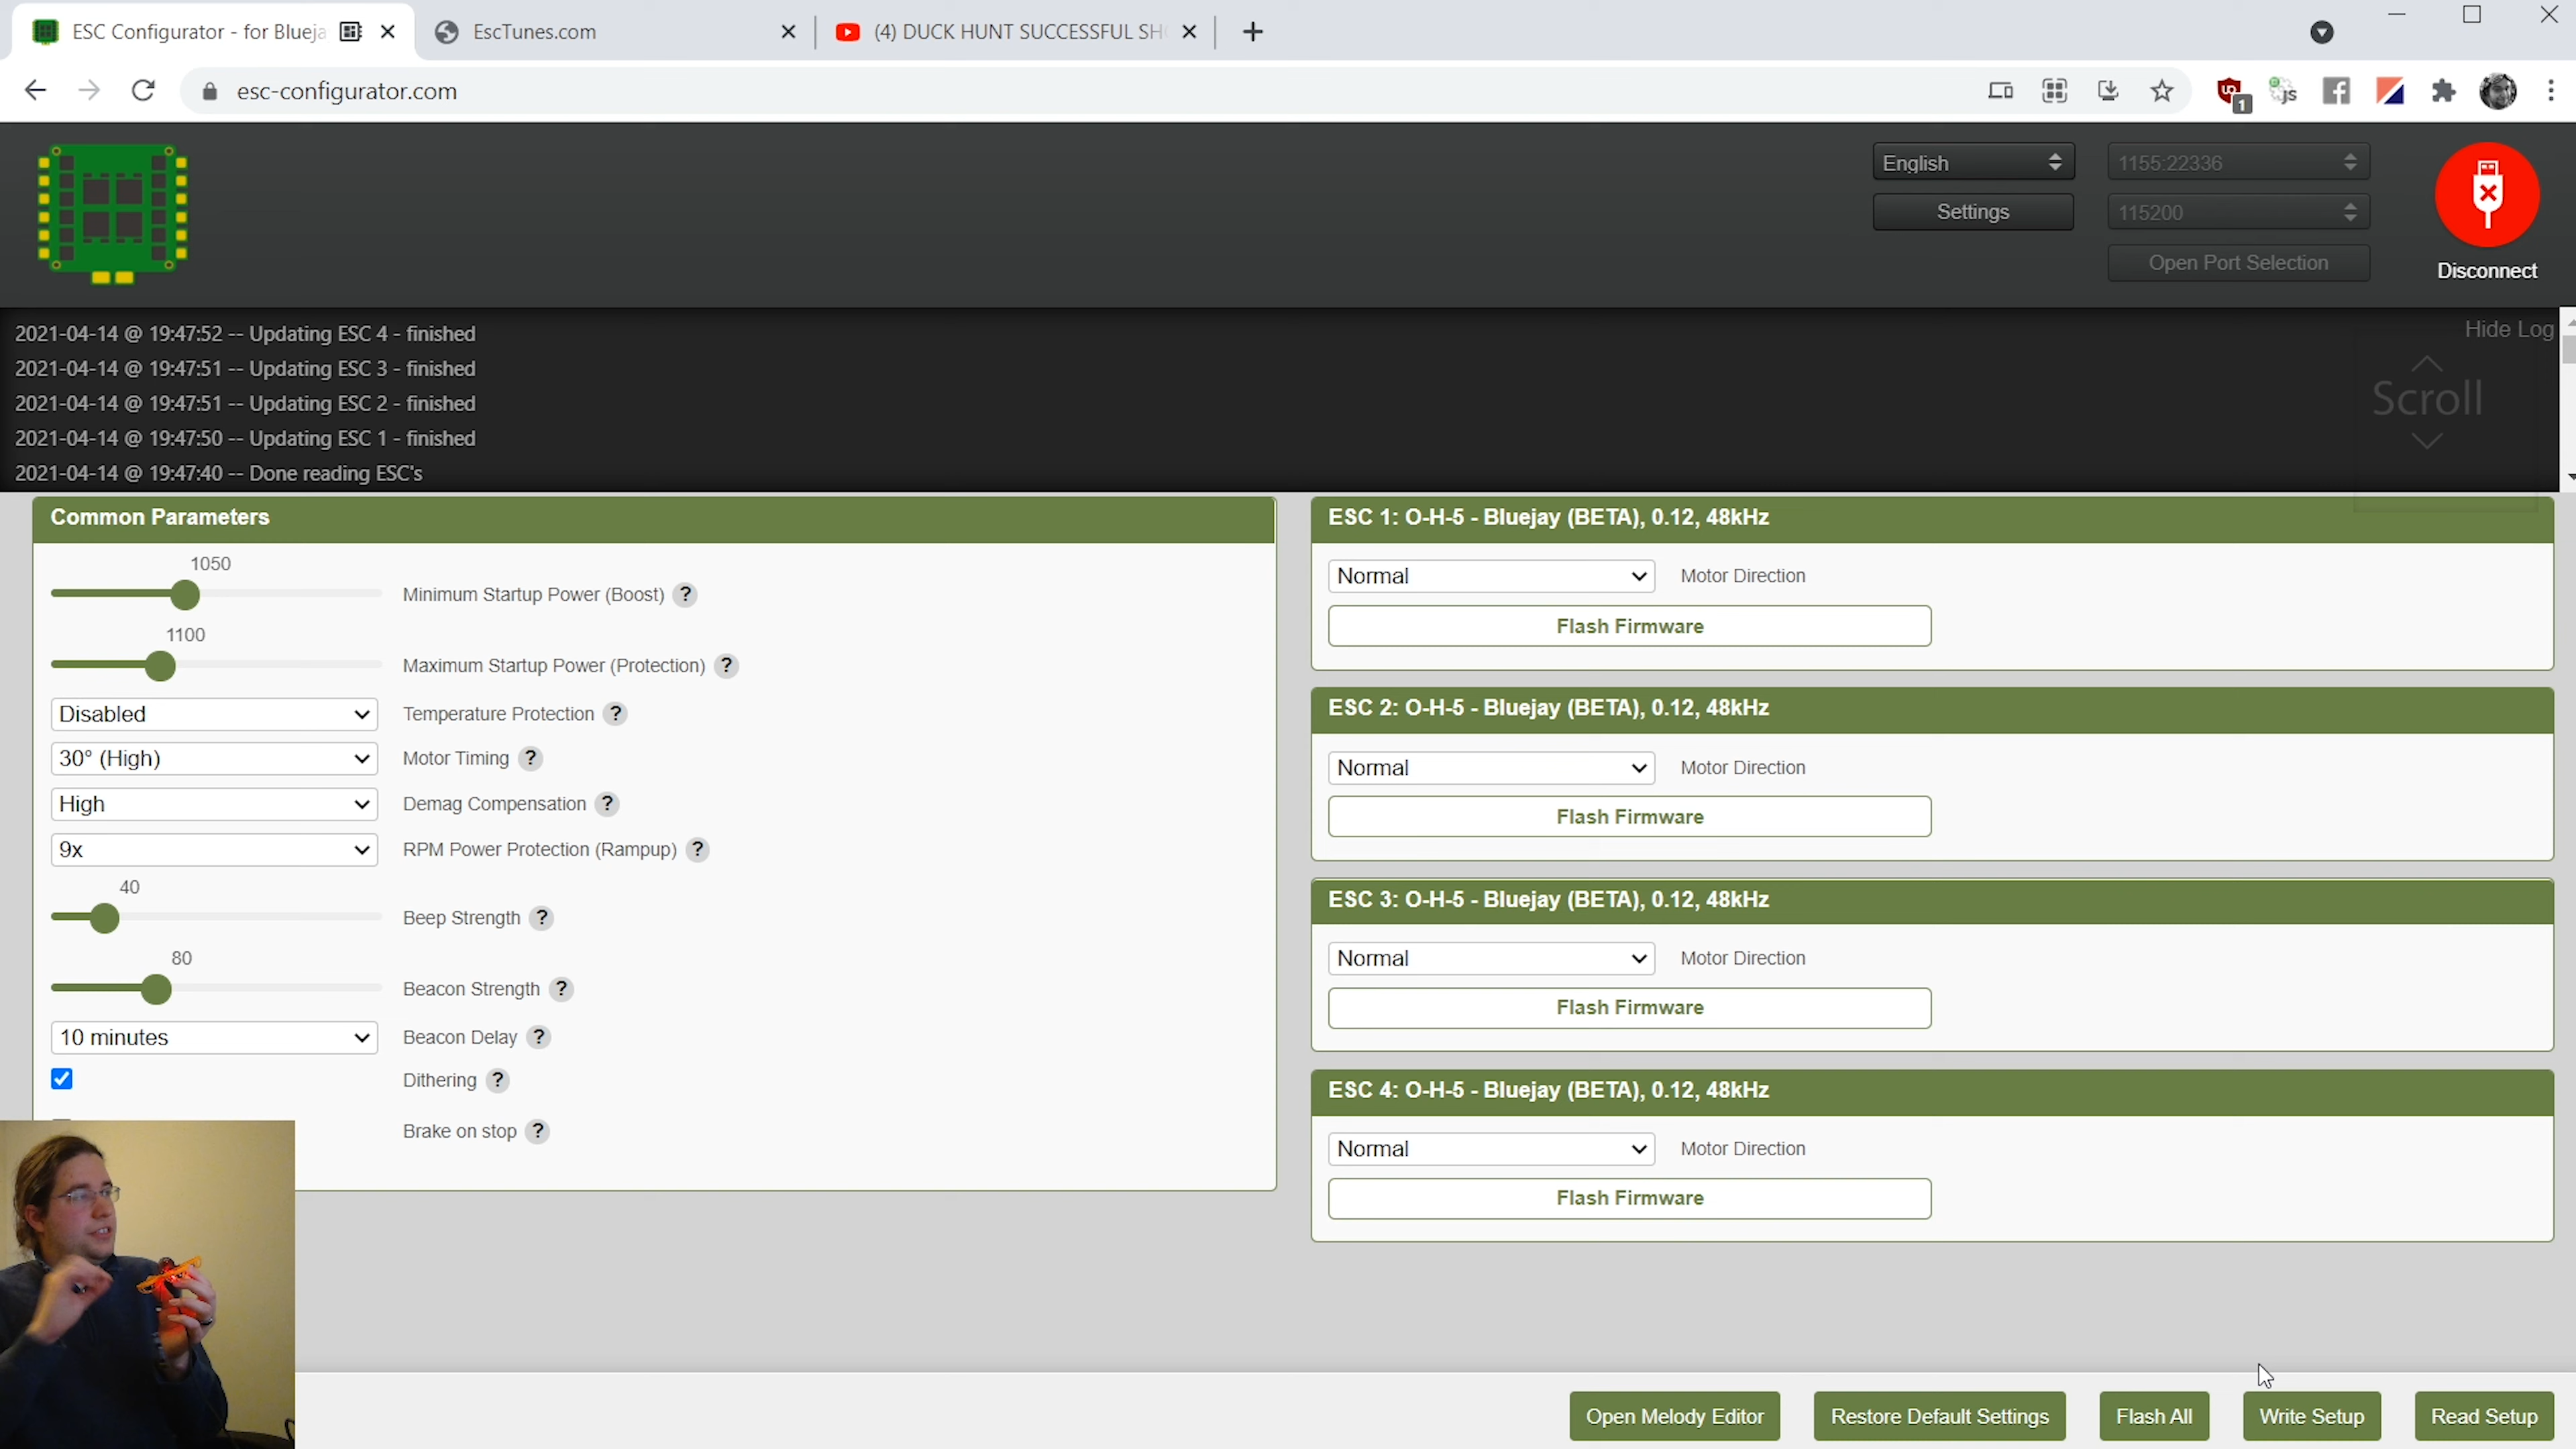 ESC Configurator - for Blueja
EscTunes.com
(4) DUCK HUNT SUCCESSFUL SH
esc-configurator.com
1
JS
English
1155:22336
Settings
115200
Open Port Selection
Disconnect
2021-04-14 @ 19:47:52 -- Updating ESC 4 - finished
Hide Log
2021-04-14 @ 19:47:51 -- Updating ESC 3 - finished
2021-04-14 @ 19:47:51 -- Updating ESC 2 - finished
Scroll
2021-04-14 @ 19:47:50 -- Updating ESC 1 - finished
2021-04-14 @ 19:47:40 -- Done reading ESC's
Common Parameters
1050
Minimum Startup Power (Boost) ?
1100
Maximum Startup Power (Protection) ?
Disabled Temperature Protection ?
30° (High) Motor Timing ?
High Demag Compensation ?
9x RPM Power Protection (Rampup) ?
40
Beep Strength ?
80
Beacon Strength ?
10 minutes Beacon Delay ?
Dithering ?
Brake on stop ?
ESC 1: O-H-5 - Bluejay (BETA), 0.12, 48kHz
Normal Motor Direction
Flash Firmware
ESC 2: O-H-5 - Bluejay (BETA), 0.12, 48kHz
Normal Motor Direction
Flash Firmware
ESC 3: O-H-5 - Bluejay (BETA), 0.12, 48kHz
Normal Motor Direction
Flash Firmware
ESC 4: O-H-5 - Bluejay (BETA), 0.12, 48kHz
Normal Motor Direction
Flash Firmware
Open Melody Editor
Restore Default Settings
Flash All
Write Setup
Read Setup